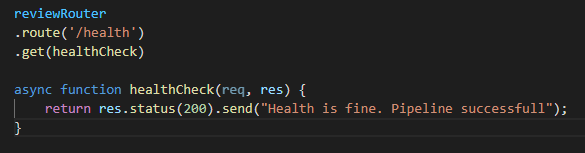 reviewRouter
.route('/health')
.get(healthCheck)
async function healthCheck(req, res) {
return res.status(200).send("Health is fine. Pipeline successfull");
}